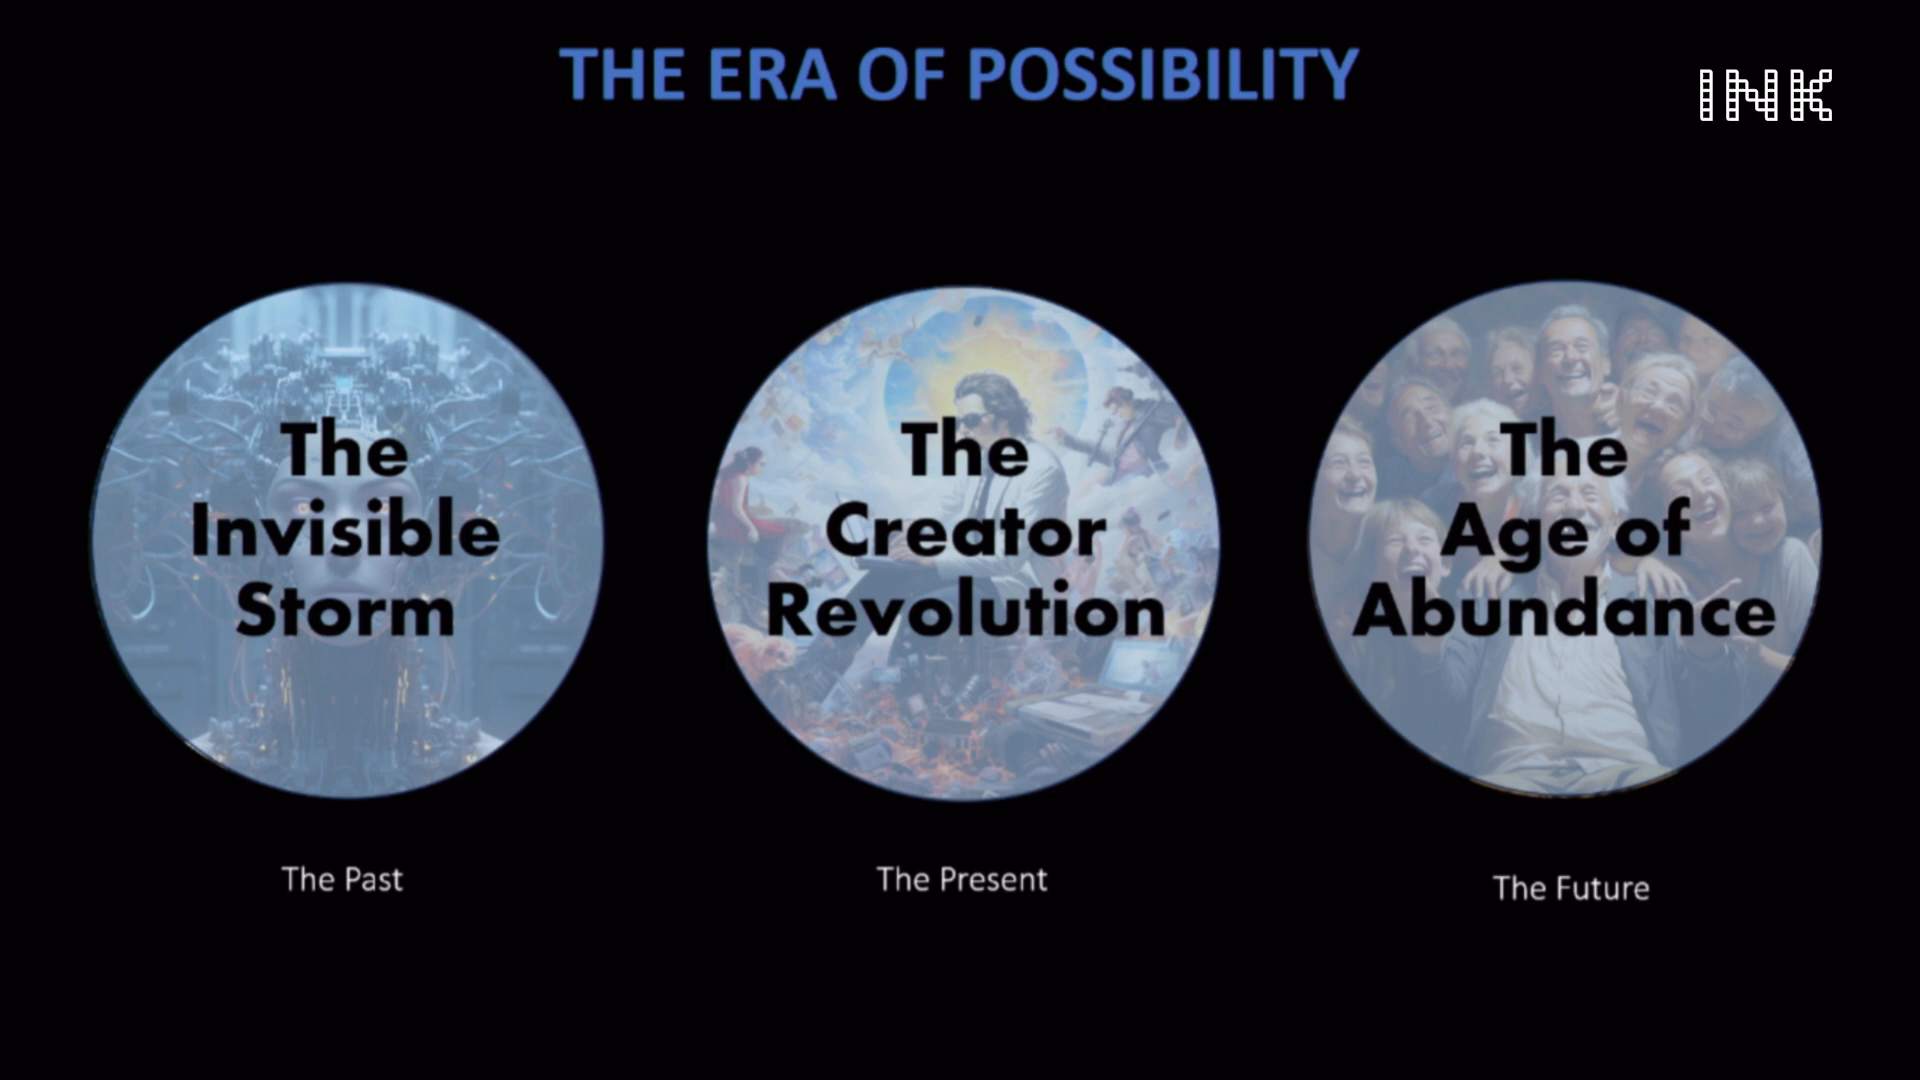 THE ERA OF POSSIBILITY
INK
The
Invisible
Storm
The
Creator
Revolution
The
Age of
Abundance
The Past
The Present
The Future